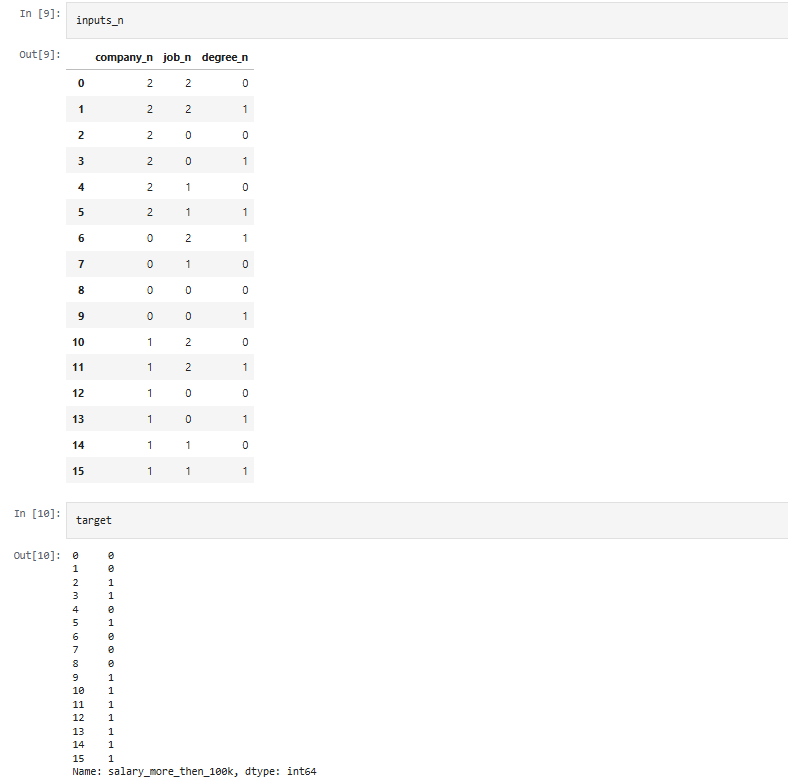 In [9]: inputs_n
Out[9]:
company_n job_n degree_n
0 2 2 0
1 2 2 1
2 2 0 0
3 2 0 1
4 2 1 0
5 2 1 1
6 0 2 1
7 0 1 0
8 0 0 0
9 0 0 1
10 1 2 0
11 1 2 1
12 1 0 0
13 1 0 1
14 1 1 0
15 1 1 1
In [10]: target
Out[10]: 0 0
1 0
2 1
3 1
4 0
5 1
6 0
7 0
8 0
9 1
10 1
11 1
12 1
13 1
14 1
15 1
Name: salary_more_then_100k, dtype: int64